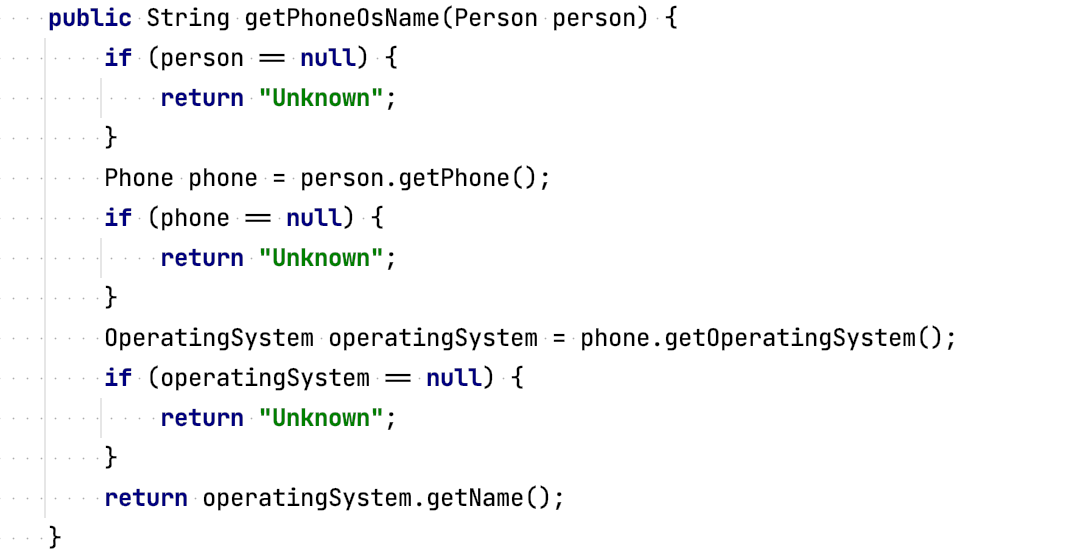 public String getPhoneOsName(Person person) {
    if (person == null) {
        return "Unknown";
    }
    Phone phone = person.getPhone();
    if (phone == null) {
        return "Unknown";
    }
    OperatingSystem operatingSystem = phone.getOperatingSystem();
    if (operatingSystem == null) {
        return "Unknown";
    }
    return operatingSystem.getName();
}